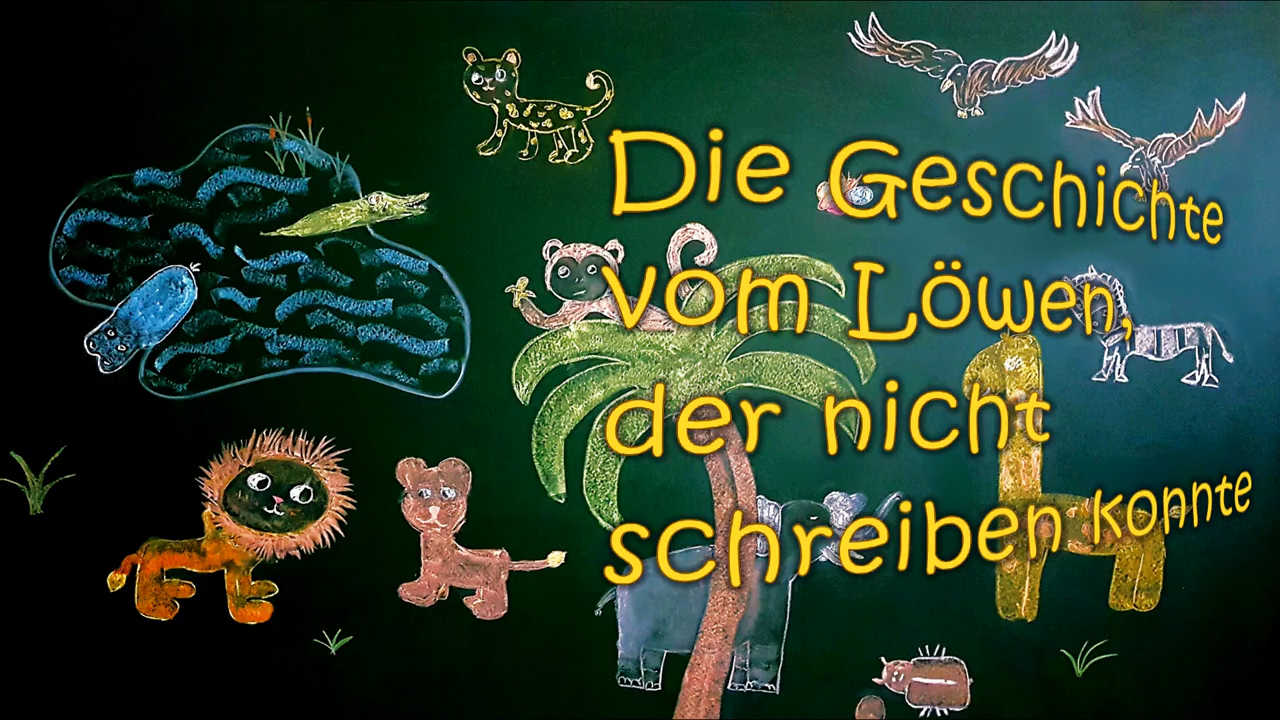 Die Geschichte
vom Löwen,
der nicht
schreiben konnte